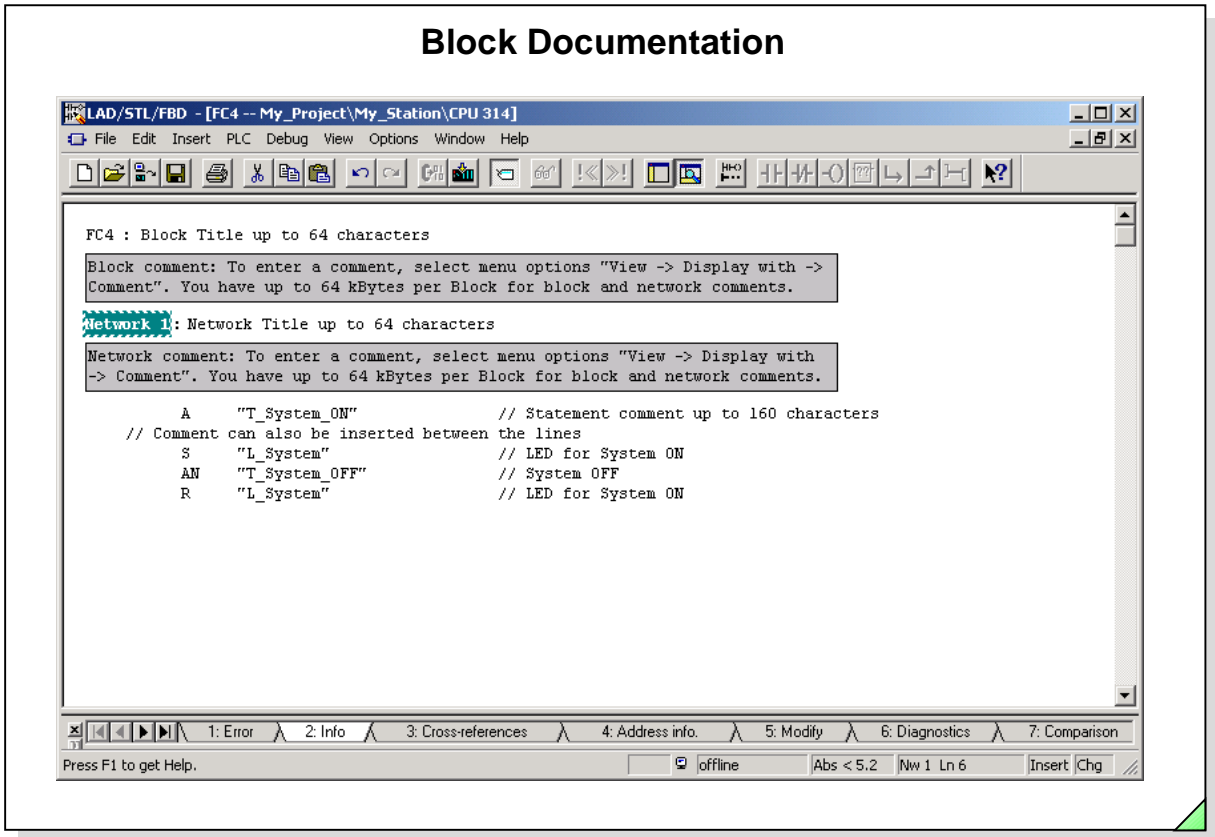 Block Documentation
LAD/STL/FBD - [FC4 -- My_Project\My_Station\CPU 314]
File Edit Insert PLC Debug View Options Window Help
FC4 : Block Title up to 64 characters
Block comment: To enter a comment, select menu options "View -> Display with ->
Comment". You have up to 64 kBytes per Block for block and network comments.
Network 1: Network Title up to 64 characters
Network comment: To enter a comment, select menu options "View -> Display with
-> Comment". You have up to 64 kBytes per Block for block and network comments.
A "T_System_ON" // Statement comment up to 160 characters
// Comment can also be inserted between the lines
S "L_System" // LED for System ON
AN "T_System_OFF" // System OFF
R "L_System" // LED for System ON
1: Error 2: Info 3: Cross-references 4: Address info. 5: Modify 6: Diagnostics 7: Comparison
Press F1 to get Help. offline Abs < 5.2 Nw 1 Ln 6 Insert Chg